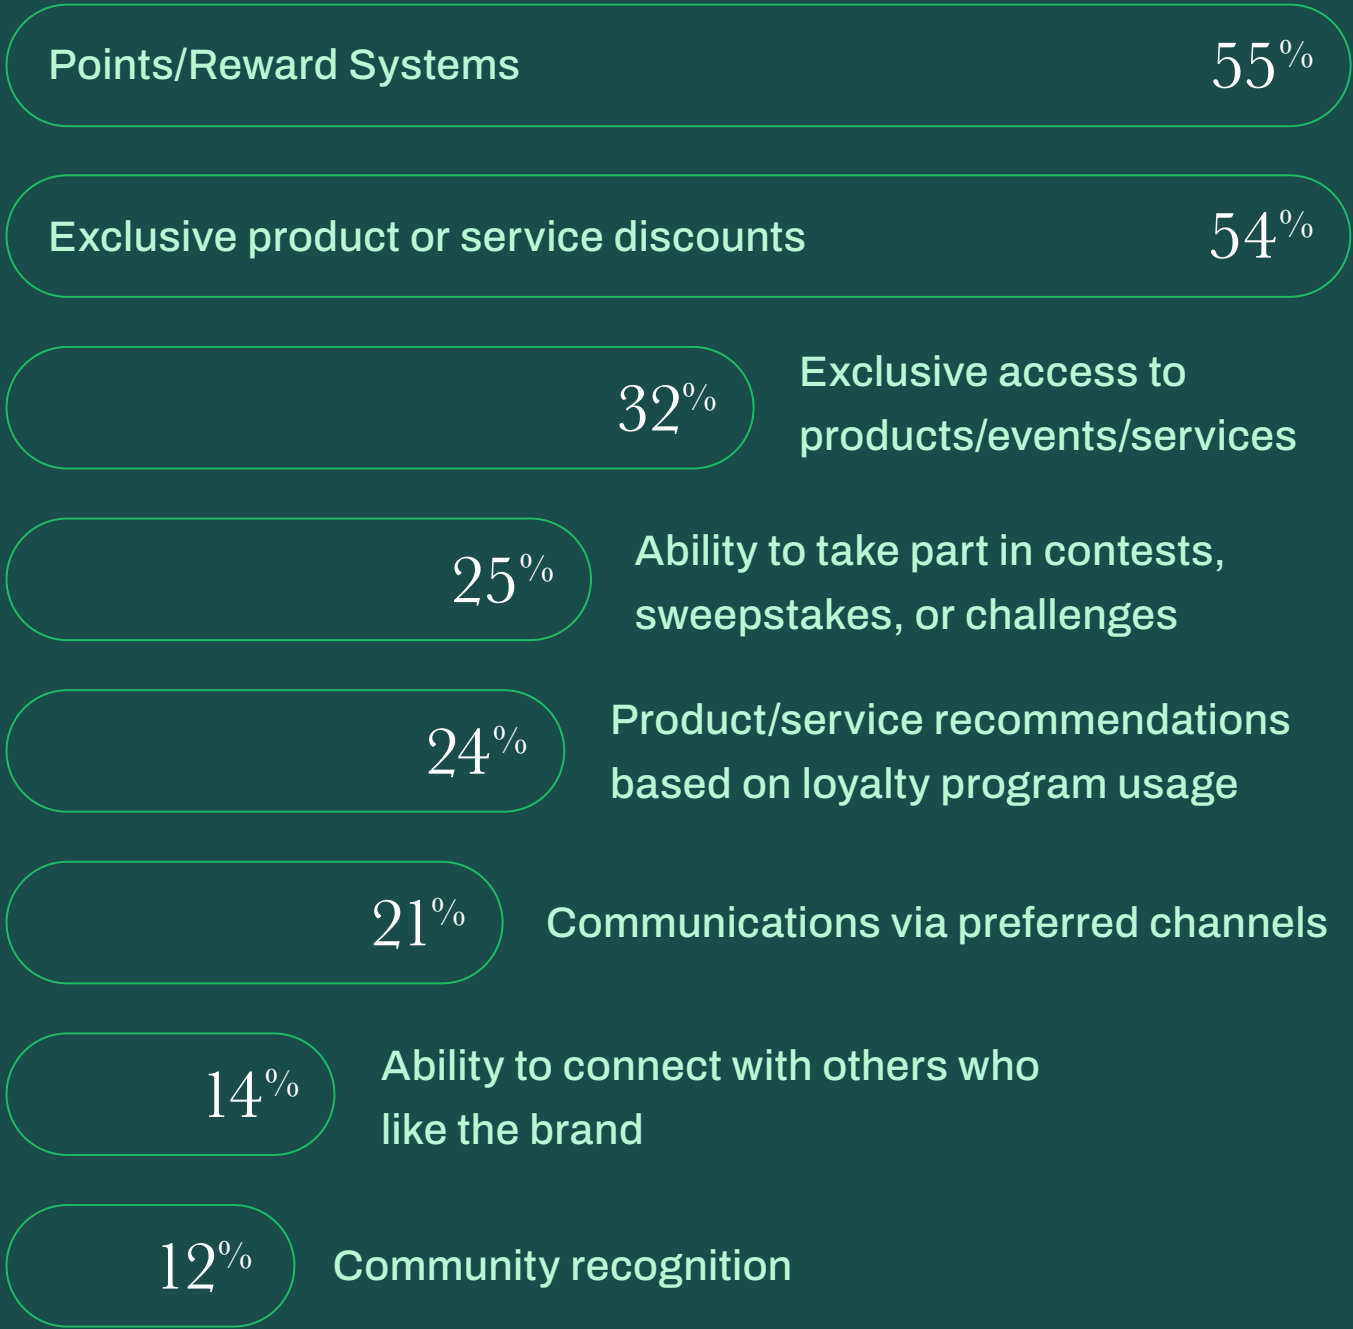 Points/Reward Systems 55%
Exclusive product or service discounts 54%
32% Exclusive access to
products/events/services
25% Ability to take part in contests,
sweepstakes, or challenges
24% Product/service recommendations
based on loyalty program usage
21% Communications via preferred channels
14% Ability to connect with others who
like the brand
12% Community recognition